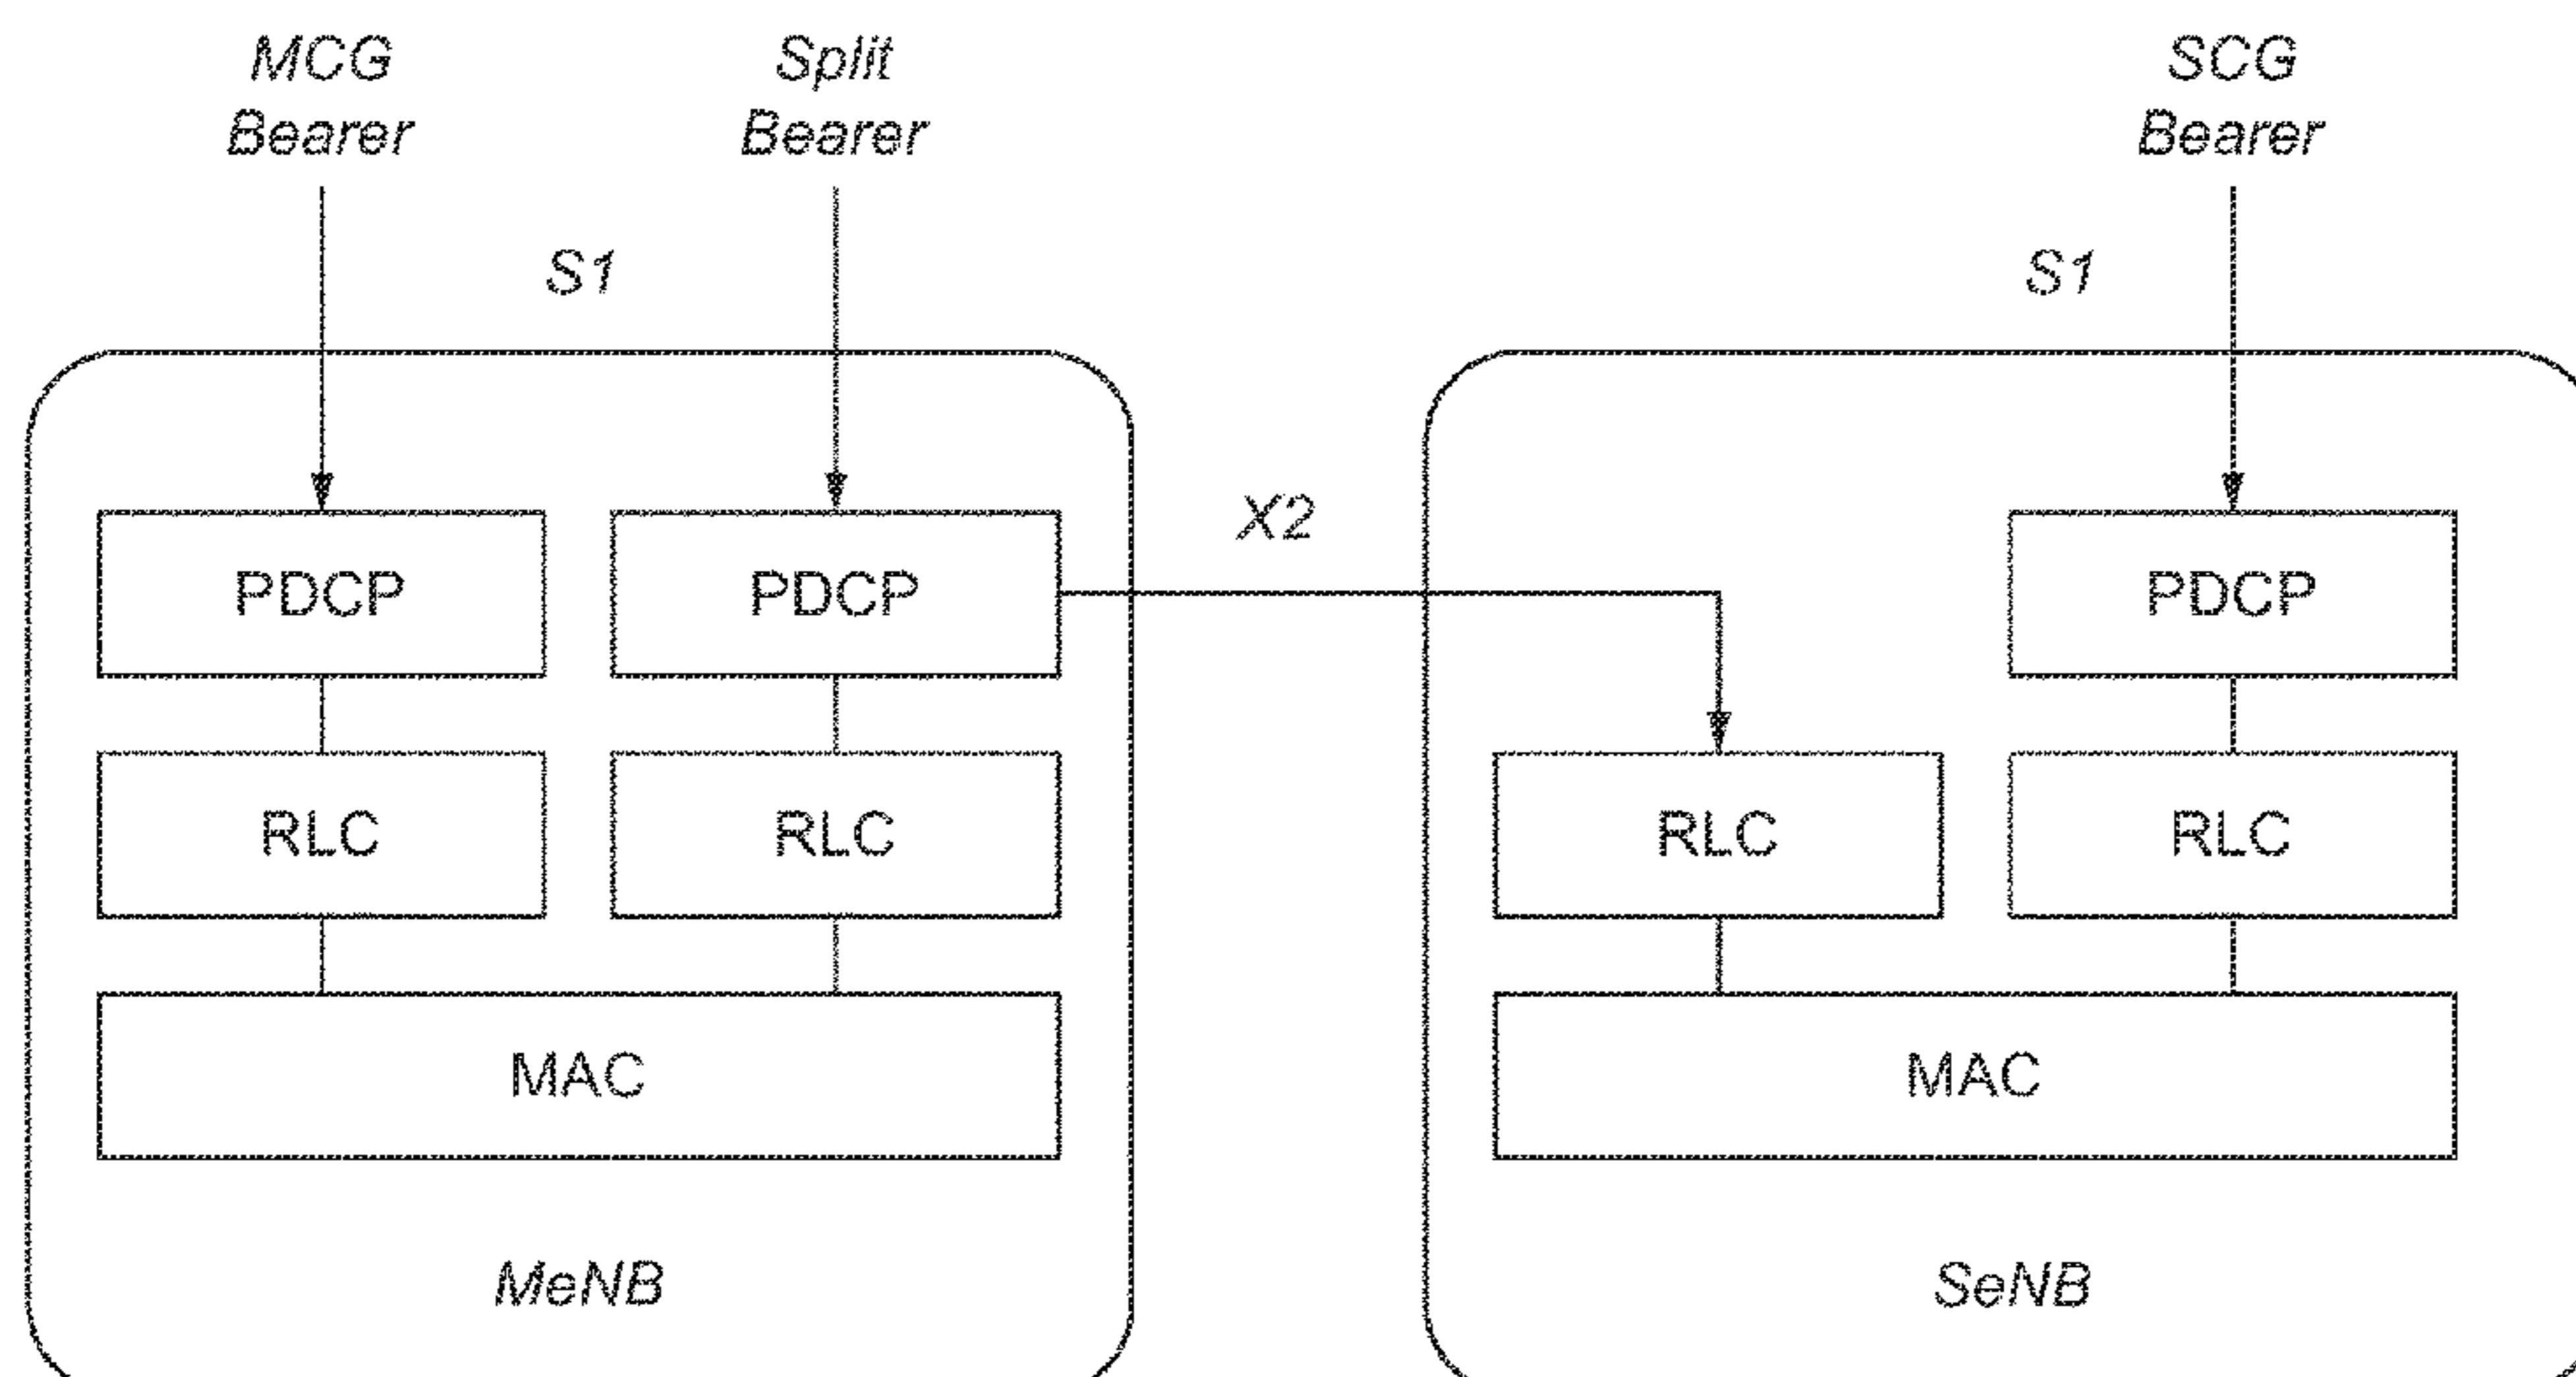 MCG
Bearer
Split
Bearer
SCG
Bearer
S1
S1
X2
PDCP
PDCP
PDCP
RLC
RLC
RLC
RLC
MAC
MAC
MeNB
SeNB